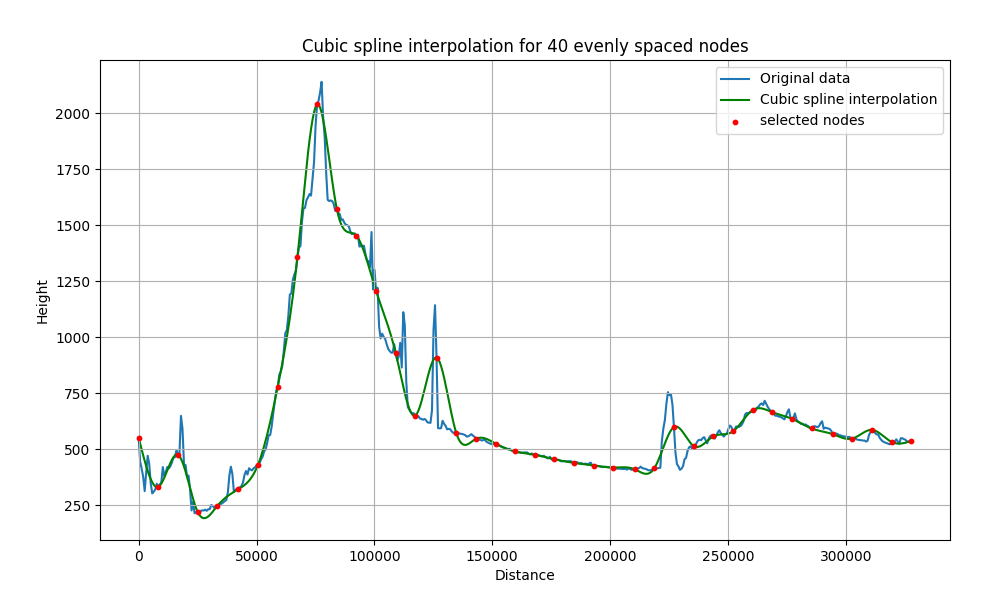 Cubic spline interpolation for 40 evenly spaced nodes
Original data
Cubic spline interpolation
selected nodes
2000
1750
1500
1250
1000
750
500
250
Height
0
50000
100000
150000
200000
250000
300000
Distance